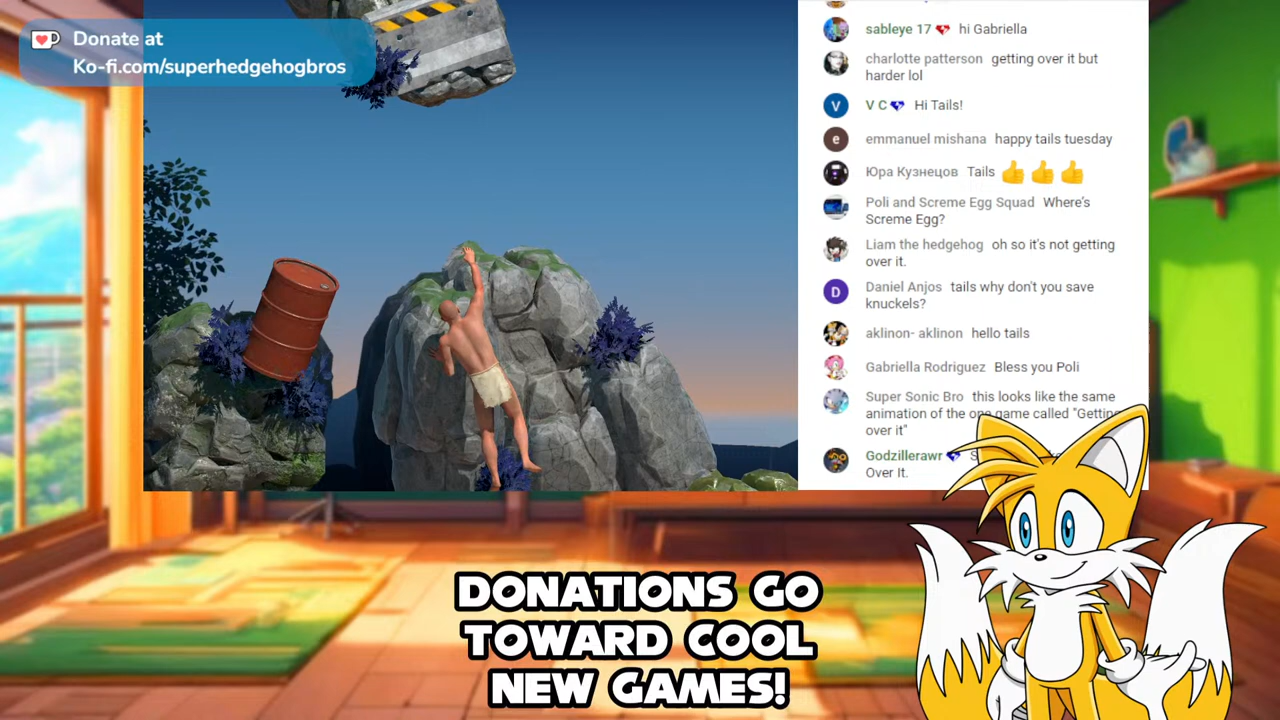 Donate at
Ko-fi.com/superhedgehogbros
sableye 17 hi Gabriella
charlotte patterson getting over it but
harder lol
V
V C Hi Tails!
e
emmanuel mishana happy tails tuesday
Юра Кузнецов Tails
Poli and Screme Egg Squad Where's
Screme Egg?
Liam the hedgehog oh so it's not getting
over it.
D
Daniel Anjos tails why don't you save
knuckels?
aklinon- aklinon hello tails
Gabriella Rodriguez Bless you Poli
Super Sonic Bro this looks like the same
animation of the one game called "Getting
over it"
Godzillerawr
Over It.
DONATIONS GO
TOWARD COOL
NEW GAMES!